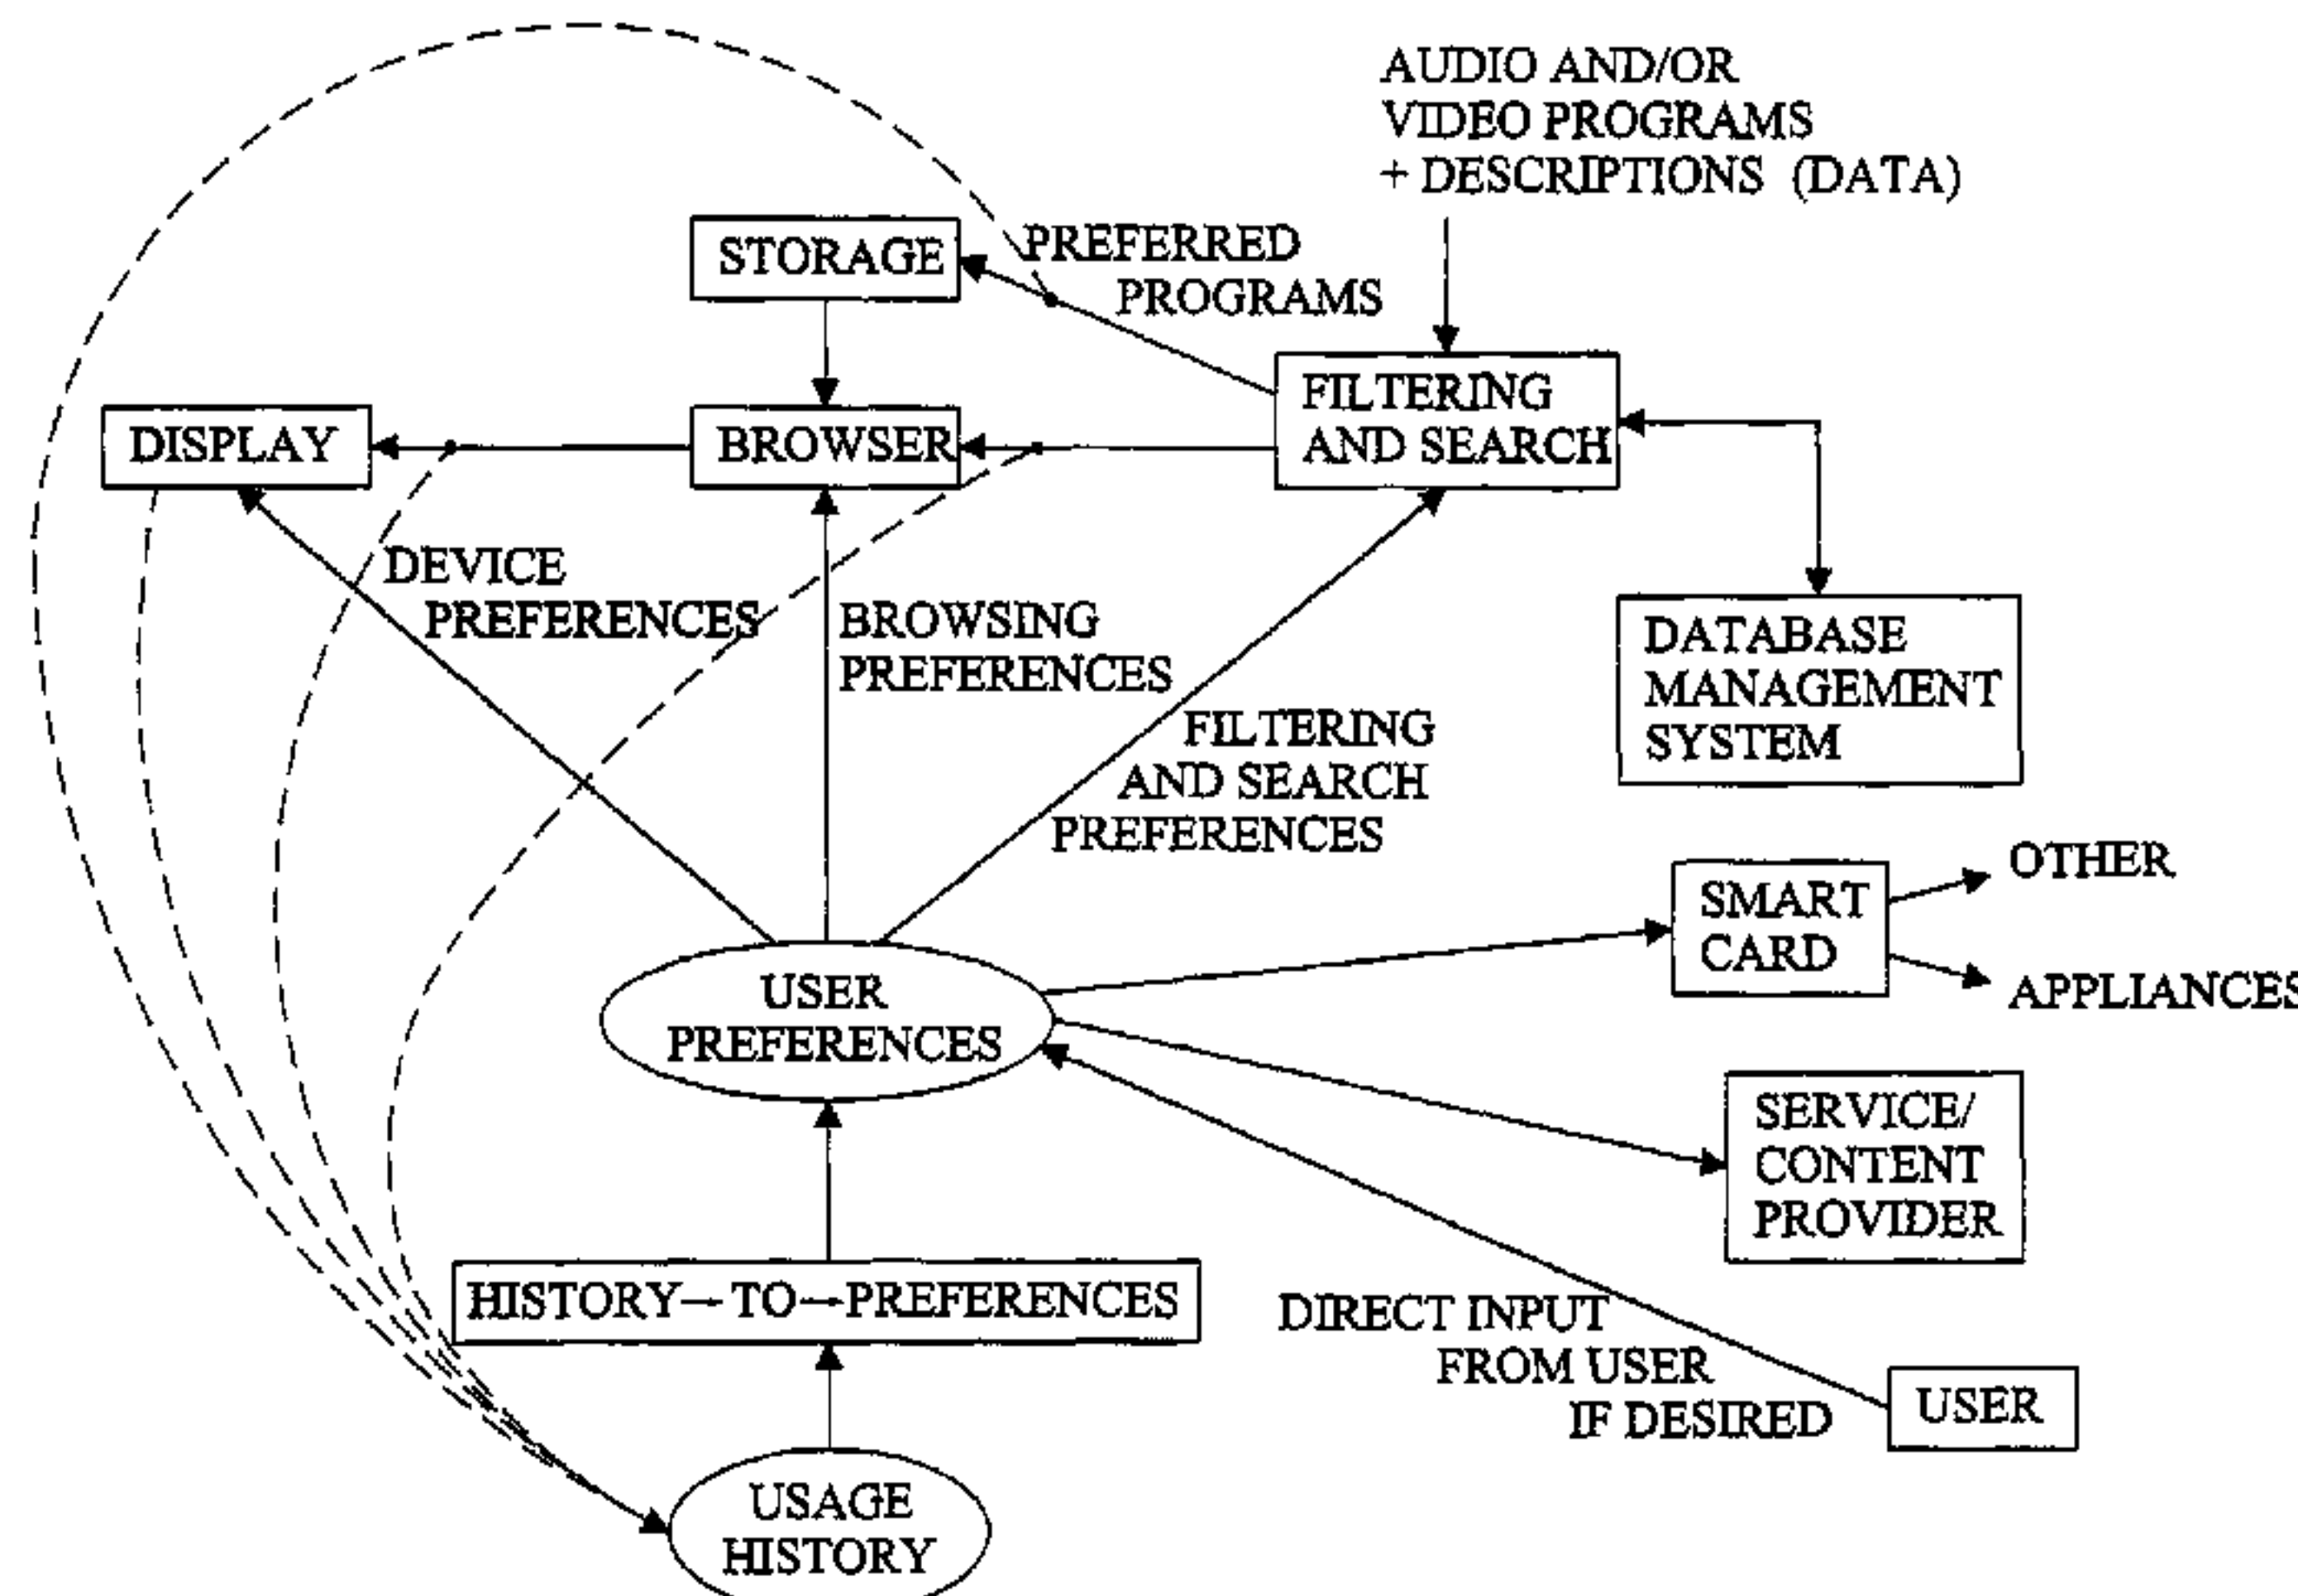 AUDIO AND/OR
VIDEO PROGRAMS
+ DESCRIPTIONS (DATA)
STORAGE
PREFERRED
PROGRAMS
DISPLAY
BROWSER
FILTERING
AND SEARCH
DEVICE
PREFERENCES
BROWSING
PREFERENCES
FILTERING
AND SEARCH
PREFERENCES
DATABASE
MANAGEMENT
SYSTEM
SMART
CARD
OTHER
APPLIANCES
USER
PREFERENCES
SERVICE/
CONTENT
PROVIDER
HISTORY-TO-PREFERENCES
DIRECT INPUT
FROM USER
IF DESIRED
USER
USAGE
HISTORY